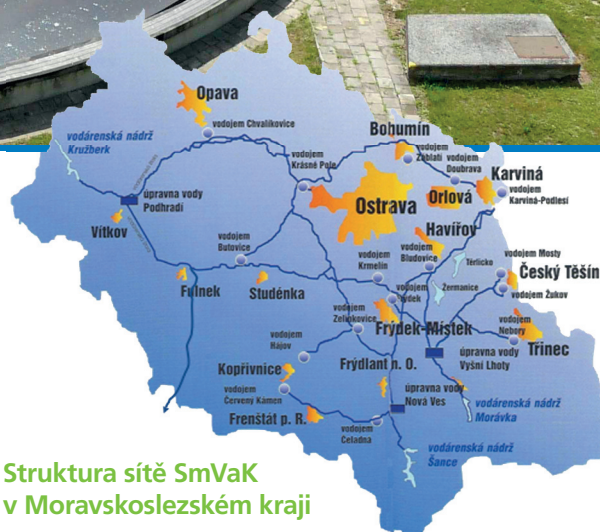 Opava
vodojem Chvalíkovice
Bohumín
vodojem
Záblatí
vodojem
Doubrava
Karviná
vodojem
Karviná-Podlesí
vodárenská nádrž
Kružberk
vodojem
Krásné Pole
Ostrava
Orlová
úpravna vody
Podhradí
Vítkov
Havířov
vodojem
Bludovice
vodojem
Butovice
vodojem
Krmelín
Těrlicko
Žermanice
vodojem Mosty
Český Těšín
vodojem Žukov
Fulnek
Studénka
vodojem
Zelinkovice
Frýdek-Místek
vodojem
Nebory
Třinec
vodojem
Hájov
úpravna vody
Vyšní Lhoty
Kopřivnice
Frýdlant n. O.
vodojem
Červený Kámen
úpravna vody
Nová Ves
vodárenská nádrž
Morávka
Frenštát p. R.
vodojem
Čeladná
vodárenská nádrž
Šance
Struktura sítě SmVaK
v Moravskoslezském kraji